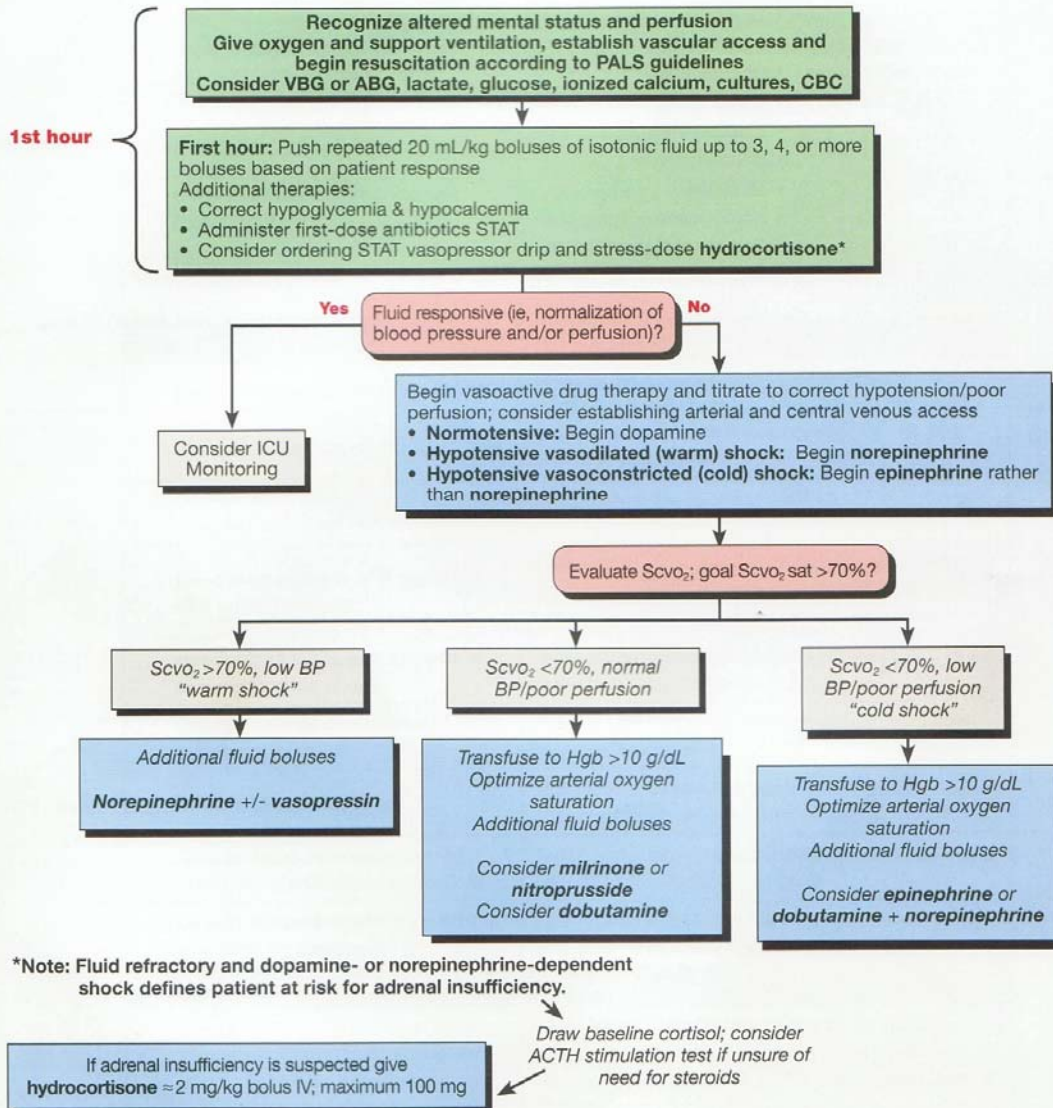 Recognize altered mental status and perfusion
Give oxygen and support ventilation, establish vascular access and
begin resuscitation according to PALS guidelines
Consider VBG or ABG, lactate, glucose, ionized calcium, cultures, CBC
1st hour
First hour: Push repeated 20 mL/kg boluses of isotonic fluid up to 3, 4, or more
boluses based on patient response
Additional therapies:
• Correct hypoglycemia & hypocalcemia
• Administer first-dose antibiotics STAT
• Consider ordering STAT vasopressor drip and stress-dose hydrocortisone*
Yes
Fluid responsive (ie, normalization of
blood pressure and/or perfusion)?
No
Consider ICU
Monitoring
Begin vasoactive drug therapy and titrate to correct hypotension/poor
perfusion; consider establishing arterial and central venous access
• Normotensive: Begin dopamine
• Hypotensive vasodilated (warm) shock: Begin norepinephrine
• Hypotensive vasoconstricted (cold) shock: Begin epinephrine rather
than norepinephrine
Evaluate Scvo₂; goal Scvo₂ sat >70%?
Scvo₂ >70%, low BP
“warm shock”
Additional fluid boluses
Norepinephrine +/- vasopressin
Scvo₂ <70%, normal
BP/poor perfusion
Transfuse to Hgb >10 g/dL
Optimize arterial oxygen
saturation
Additional fluid boluses
Consider milrinone or
nitroprusside
Consider dobutamine
Scvo₂ <70%, low
BP/poor perfusion
“cold shock”
Transfuse to Hgb >10 g/dL
Optimize arterial oxygen
saturation
Additional fluid boluses
Consider epinephrine or
dobutamine + norepinephrine
*Note: Fluid refractory and dopamine- or norepinephrine-dependent
shock defines patient at risk for adrenal insufficiency.
Draw baseline cortisol; consider
ACTH stimulation test if unsure of
need for steroids
If adrenal insufficiency is suspected give
hydrocortisone ≈2 mg/kg bolus IV; maximum 100 mg